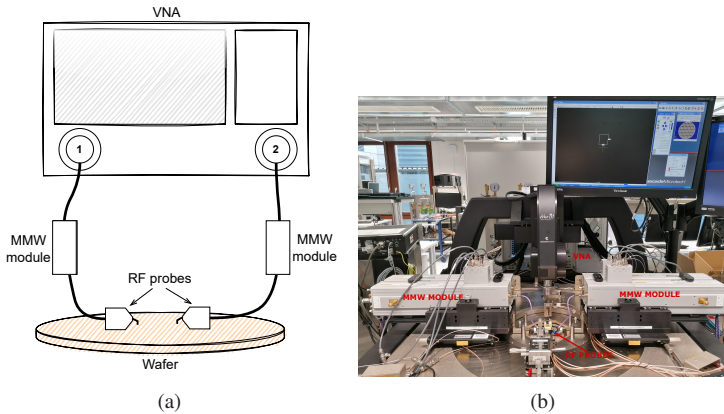 VNA
1
2
MMW
module
MMW
module
RF probes
Wafer
(a)
VNA
MMW MODULE
MMW MODULE
RF PROBES
(b)